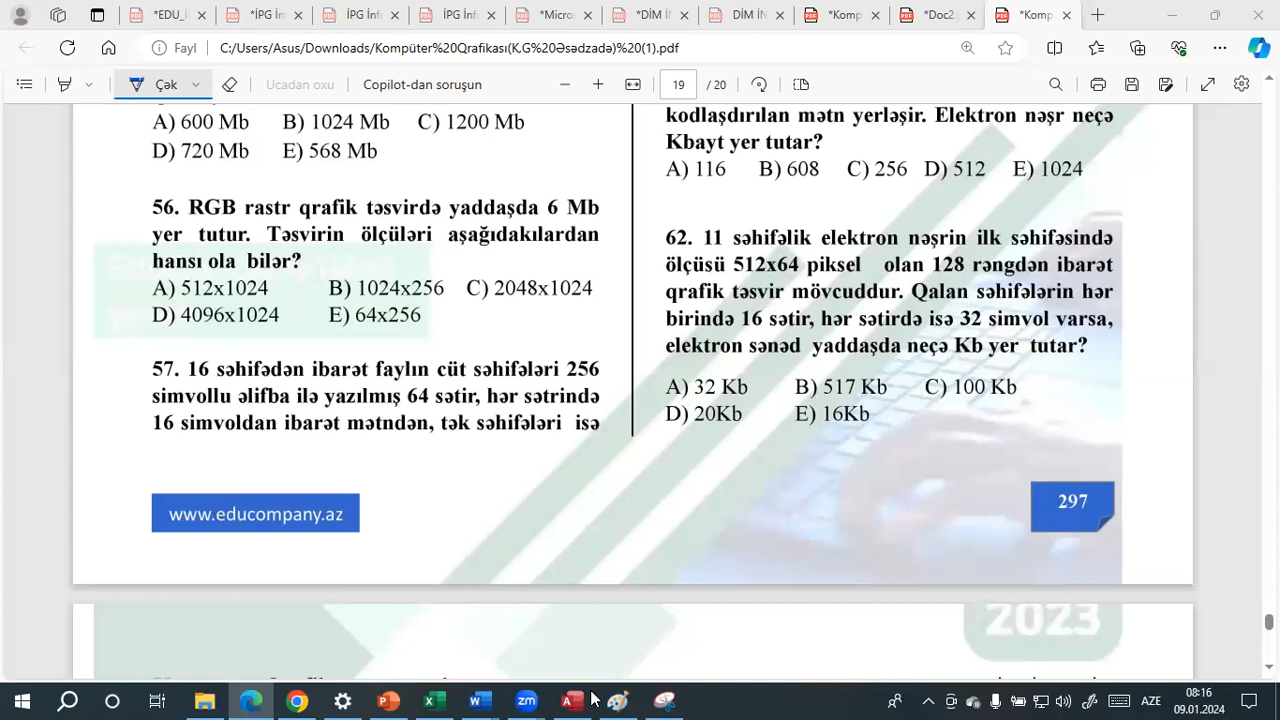 *EDU_İ
*İPG İnf
İPG İnfo
İPG İnfo
*Micros
*DİM İN
DİM İN
*Komp
*Doc2.p
*Komp
Fayl
C:/Users/Asus/Downloads/Kompüter%20Qrafikası(K,G%20Əsədzadə)%20(1).pdf
Çək
Ucadan oxu
Copilot-dan soruşun
19 / 20
A) 600 Mb B) 1024 Mb C) 1200 Mb
D) 720 Mb E) 568 Mb
56. RGB rastr qrafik təsvirdə yaddaşda 6 Mb
yer tutur. Təsvirin ölçüləri aşağıdakılardan
hansı ola bilər?
A) 512x1024 B) 1024x256 C) 2048x1024
D) 4096x1024 E) 64x256
57. 16 səhifədən ibarət faylın cüt səhifələri 256
simvollu əlifba ilə yazılmış 64 sətir, hər sətrində
16 simvoldan ibarət mətndən, tək səhifələri isə
kodlaşdırılan mətn yerləşir. Elektron nəşr neçə
Kbayt yer tutar?
A) 116 B) 608 C) 256 D) 512 E) 1024
62. 11 səhifəlik elektron nəşrin ilk səhifəsində
ölçüsü 512x64 piksel olan 128 rəngdən ibarət
qrafik təsvir mövcuddur. Qalan səhifələrin hər
birində 16 sətir, hər sətirdə isə 32 simvol varsa,
elektron sənəd yaddaşda neçə Kb yer tutar?
A) 32 Kb B) 517 Kb C) 100 Kb
D) 20Kb E) 16Kb
www.educompany.az
297
2023
AZE
08:16
09.01.2024